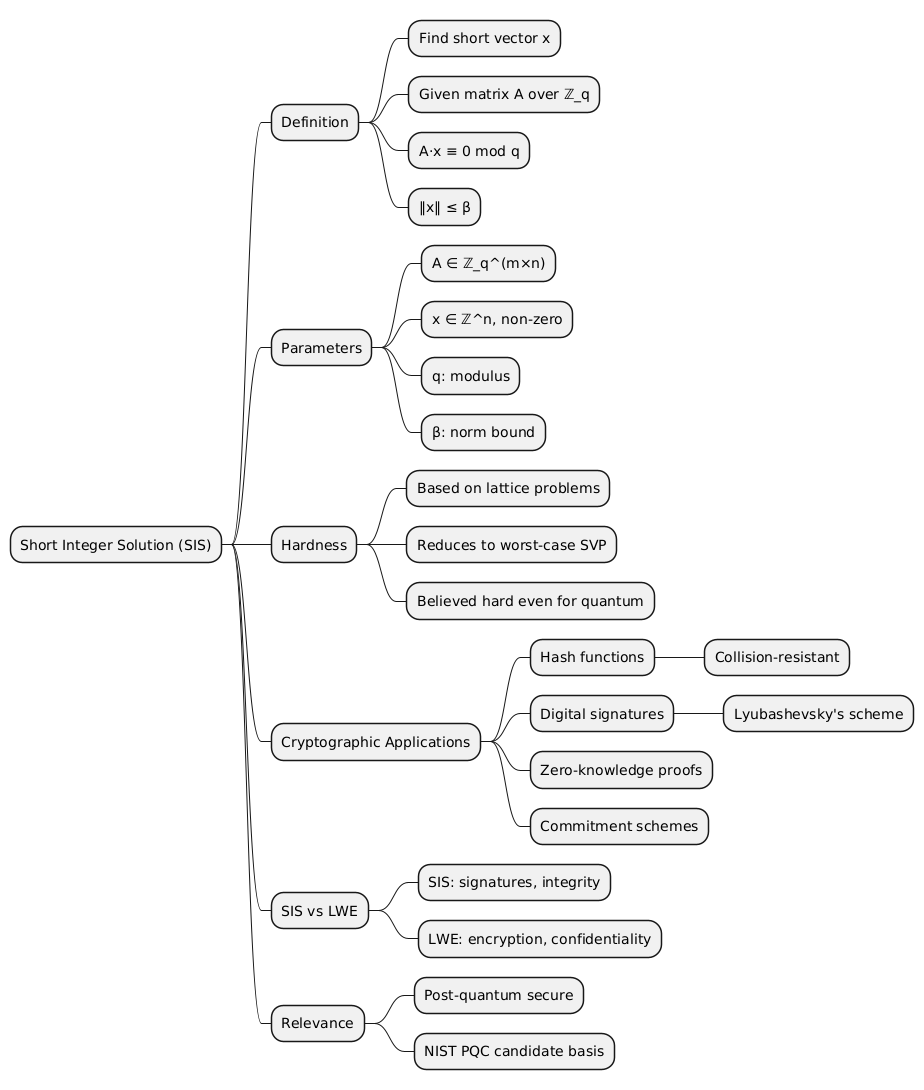 Short Integer Solution (SIS)
Definition
Find short vector x
Given matrix A over ℤ_q
A·x ≡ 0 mod q
‖x‖ ≤ β
Parameters
A ∈ ℤ_q^(m×n)
x ∈ ℤ^n, non-zero
q: modulus
β: norm bound
Hardness
Based on lattice problems
Reduces to worst-case SVP
Believed hard even for quantum
Cryptographic Applications
Hash functions
Collision-resistant
Digital signatures
Lyubashevsky's scheme
Zero-knowledge proofs
Commitment schemes
SIS vs LWE
SIS: signatures, integrity
LWE: encryption, confidentiality
Relevance
Post-quantum secure
NIST PQC candidate basis